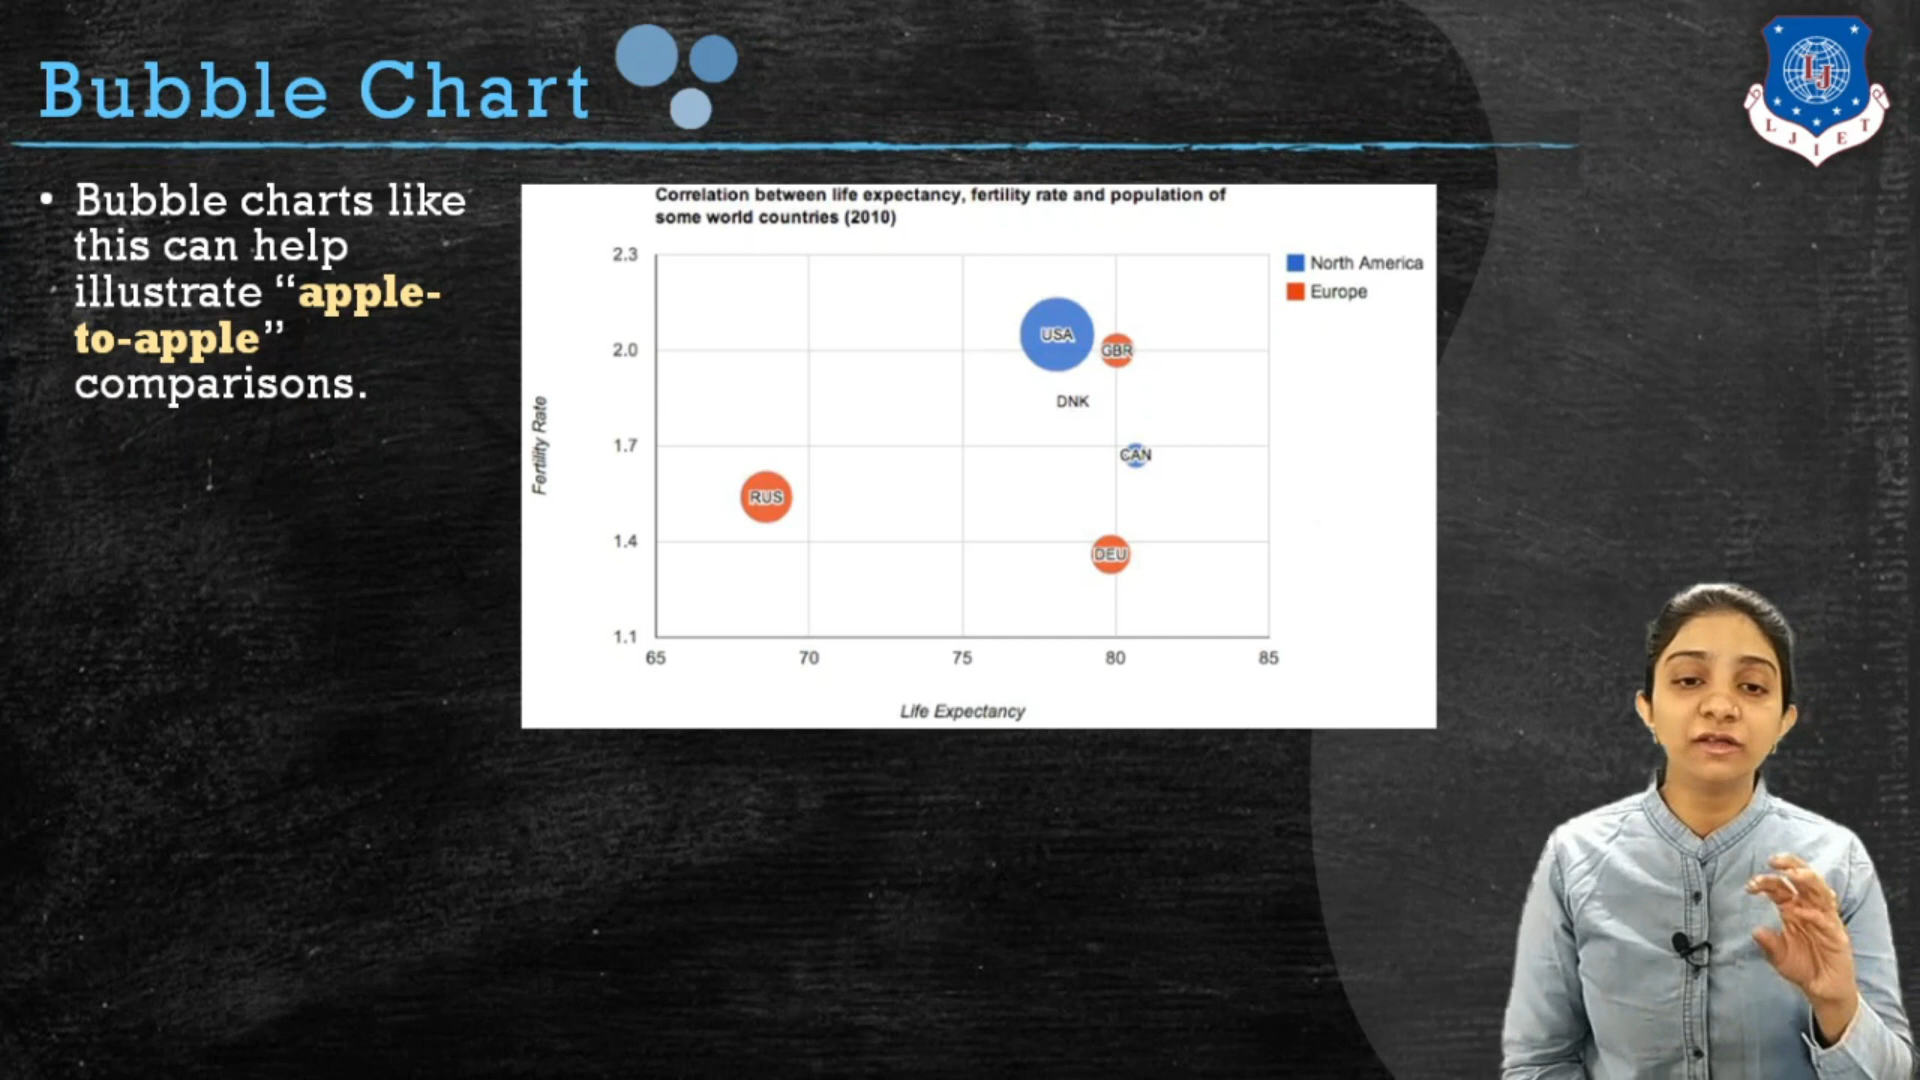 Bubble Chart
• Bubble charts like
this can help
illustrate “apple-
to-apple”
comparisons.
Correlation between life expectancy, fertility rate and population of
some world countries (2010)
2.3
2.0
1.7
1.4
1.1
Fertility Rate
USA
GBR
DNK
CAN
RUS
DEU
65 70 75 80 85
Life Expectancy
North America
Europe
LJ
L J I E T